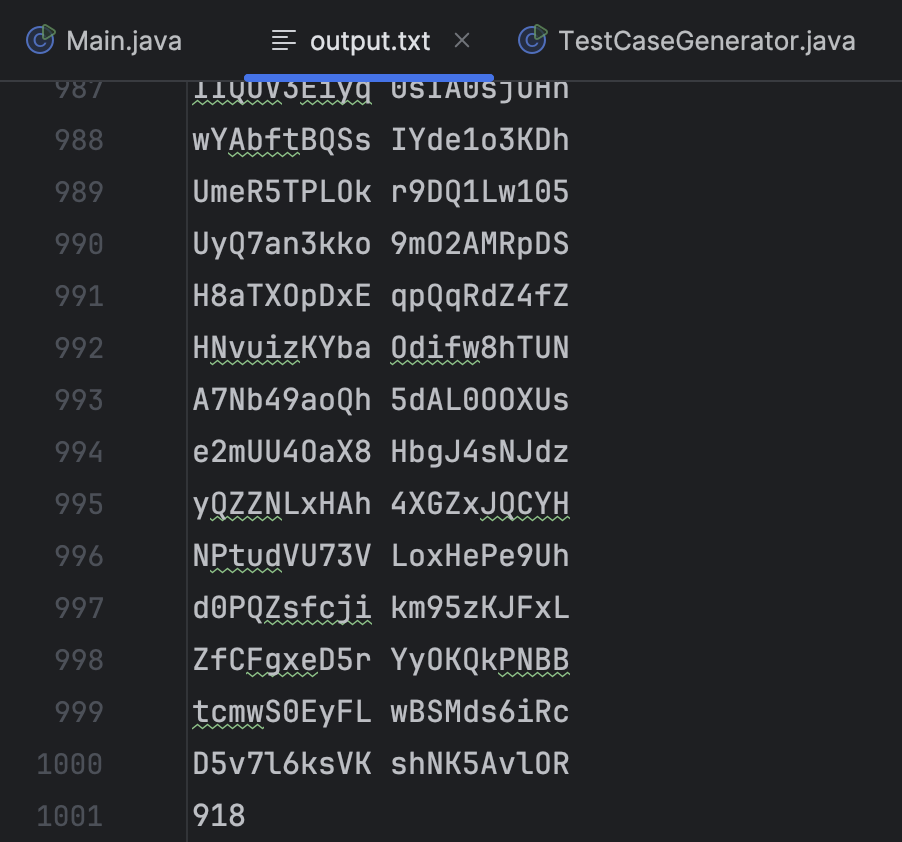 Main.java output.txt TestCaseGenerator.java
987
988 wYAbftBQSs IYde1o3KDh
989 UmeR5TPLOk r9DQ1Lw105
990 UyQ7an3kko 9mO2AMRpDS
991 H8aTXOpDxE qpQqRdZ4fZ
992 HNvuizKYba Odifw8hTUN
993 A7Nb49aoQh 5dAL0OOXUs
994 e2mUU4OaX8 HbgJ4sNJdz
995 yQZZNLxHAh 4XGZxJQCYH
996 NPtudVU73V LoxHePe9Uh
997 d0PQZsfcji km95zKJFxL
998 ZfCFgxeD5r YyOKQkPNBB
999 tcmwS0EyFL wBSMds6iRc
1000 D5v7l6ksVK shNK5AvlOR
1001 918